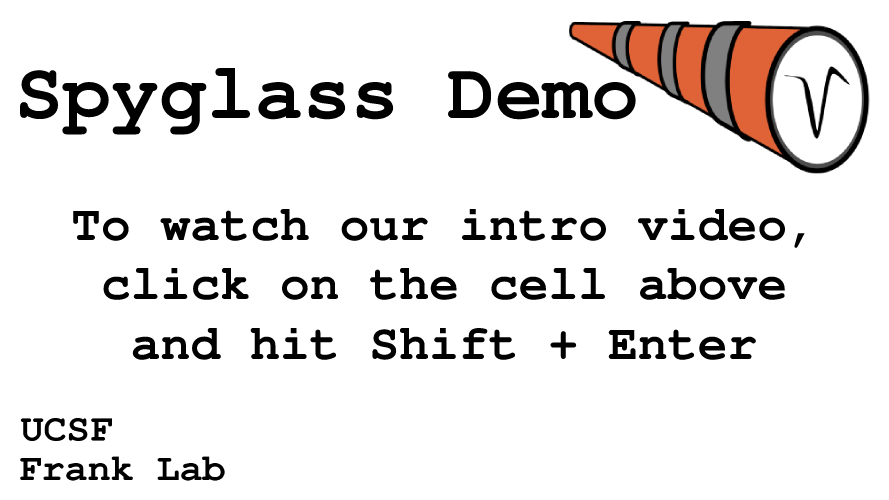 Spyglass Demo
To watch our intro video,
click on the cell above
and hit Shift + Enter
UCSF
Frank Lab